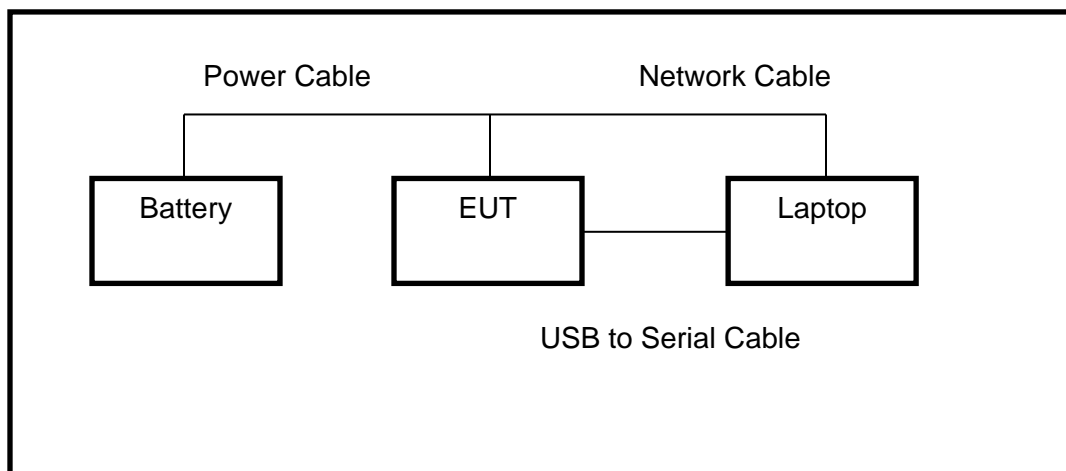 Power Cable
Network Cable
Battery
EUT
Laptop
USB to Serial Cable